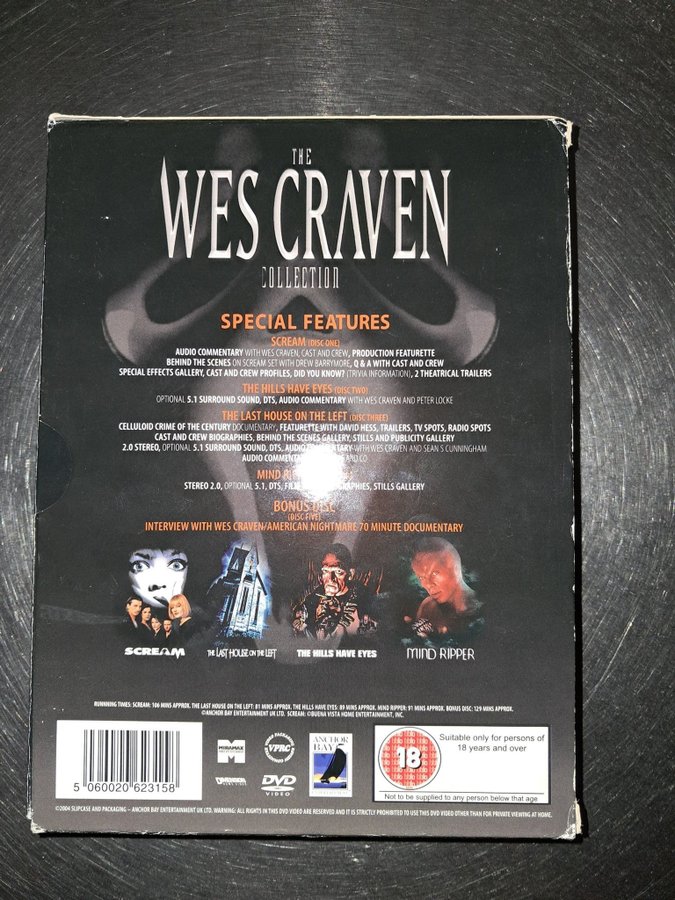 THE
WES CRAVEN
COLLECTION
SPECIAL FEATURES
SCREAM (DISC ONE)
AUDIO COMMENTARY WITH WES CRAVEN, CAST AND CREW, PRODUCTION FEATURETTE
BEHIND THE SCENES ON SCREAM SET WITH DREW BARRYMORE, Q & A WITH CAST AND CREW
SPECIAL EFFECTS GALLERY, CAST AND CREW PROFILES, DID YOU KNOW? (TRIVIA INFORMATION), 2 THEATRICAL TRAILERS
THE HILLS HAVE EYES (DISC TWO)
OPTIONAL 5.1 SURROUND SOUND, DTS, AUDIO COMMENTARY WITH WES CRAVEN AND PETER LOCKE
THE LAST HOUSE ON THE LEFT (DISC THREE)
CELLULOID CRIME OF THE CENTURY DOCUMENTARY, FEATURETTE WITH DAVID HESS, TRAILERS, TV SPOTS, RADIO SPOTS
CAST AND CREW BIOGRAPHIES, BEHIND THE SCENES GALLERY, STILLS AND PUBLICITY GALLERY
2.0 STEREO, OPTIONAL 5.1 SURROUND SOUND, DTS, AUDIO COMMENTARY WITH WES CRAVEN AND SEAN S CUNNINGHAM
AUDIO AND CO
MIND
STEREO 2.0, OPTIONAL 5.1, DTS, STILLS GALLERY
BONUS DISC
(DISC FIVE)
INTERVIEW WITH WES CRAVEN/AMERICAN NIGHTMARE 70 MINUTE DOCUMENTARY
SCREAM
THE LAST HOUSE ON THE LEFT
THE HILLS HAVE EYES
MIND RIPPER
RUNNING TIMES: SCREAM: 106 MINS APPROX. THE LAST HOUSE ON THE LEFT: 81 MINS APPROX. THE HILLS HAVE EYES: 89 MINS APPROX. MIND RIPPER: 91 MINS APPROX. BONUS DISC: 129 MINS APPROX.
©ANCHOR BAY ENTERTAINMENT UK LTD. SCREAM: ©BUENA VISTA HOME ENTERTAINMENT, INC.
5 060020 623158
MIRAMAX
DIMENSION
VPRC
DVD
VIDEO
ANCHOR
BAY
18
Suitable only for persons of
18 years and over
Not to be supplied to any person below that age
©2004 SLIPCASE AND PACKAGING – ANCHOR BAY ENTERTAINMENT UK LTD. WARNING: ALL RIGHTS IN THIS DVD VIDEO ARE RESERVED AND IT IS STRICTLY PROHIBITED TO USE THIS DVD VIDEO OTHER THAN FOR PRIVATE VIEWING AT HOME.